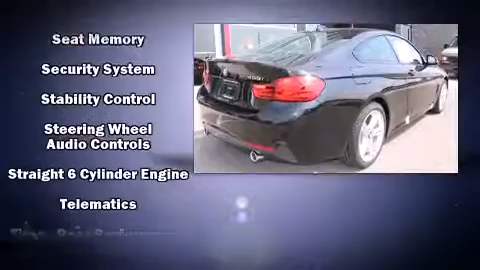 Seat Memory
Security System
Stability Control
Steering Wheel
Audio Controls
Straight 6 Cylinder Engine
Telematics